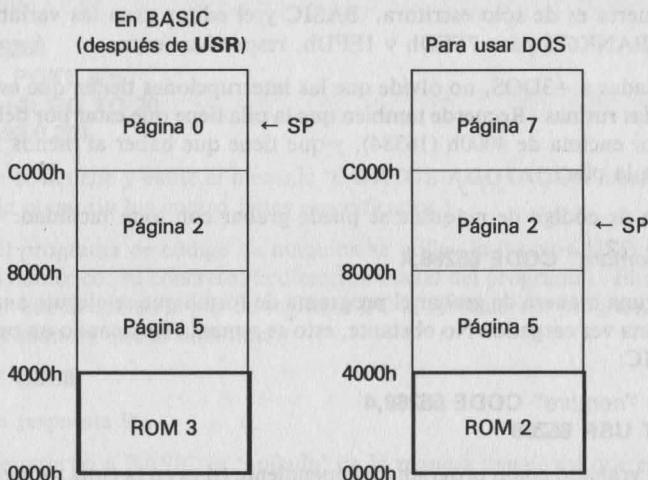 En BASIC
(después de USR)
Página 0
← SP
C000h
Página 2
8000h
Página 5
4000h
ROM 3
0000h
Para usar DOS
Página 7
C000h
Página 2
← SP
8000h
Página 5
4000h
ROM 2
0000h